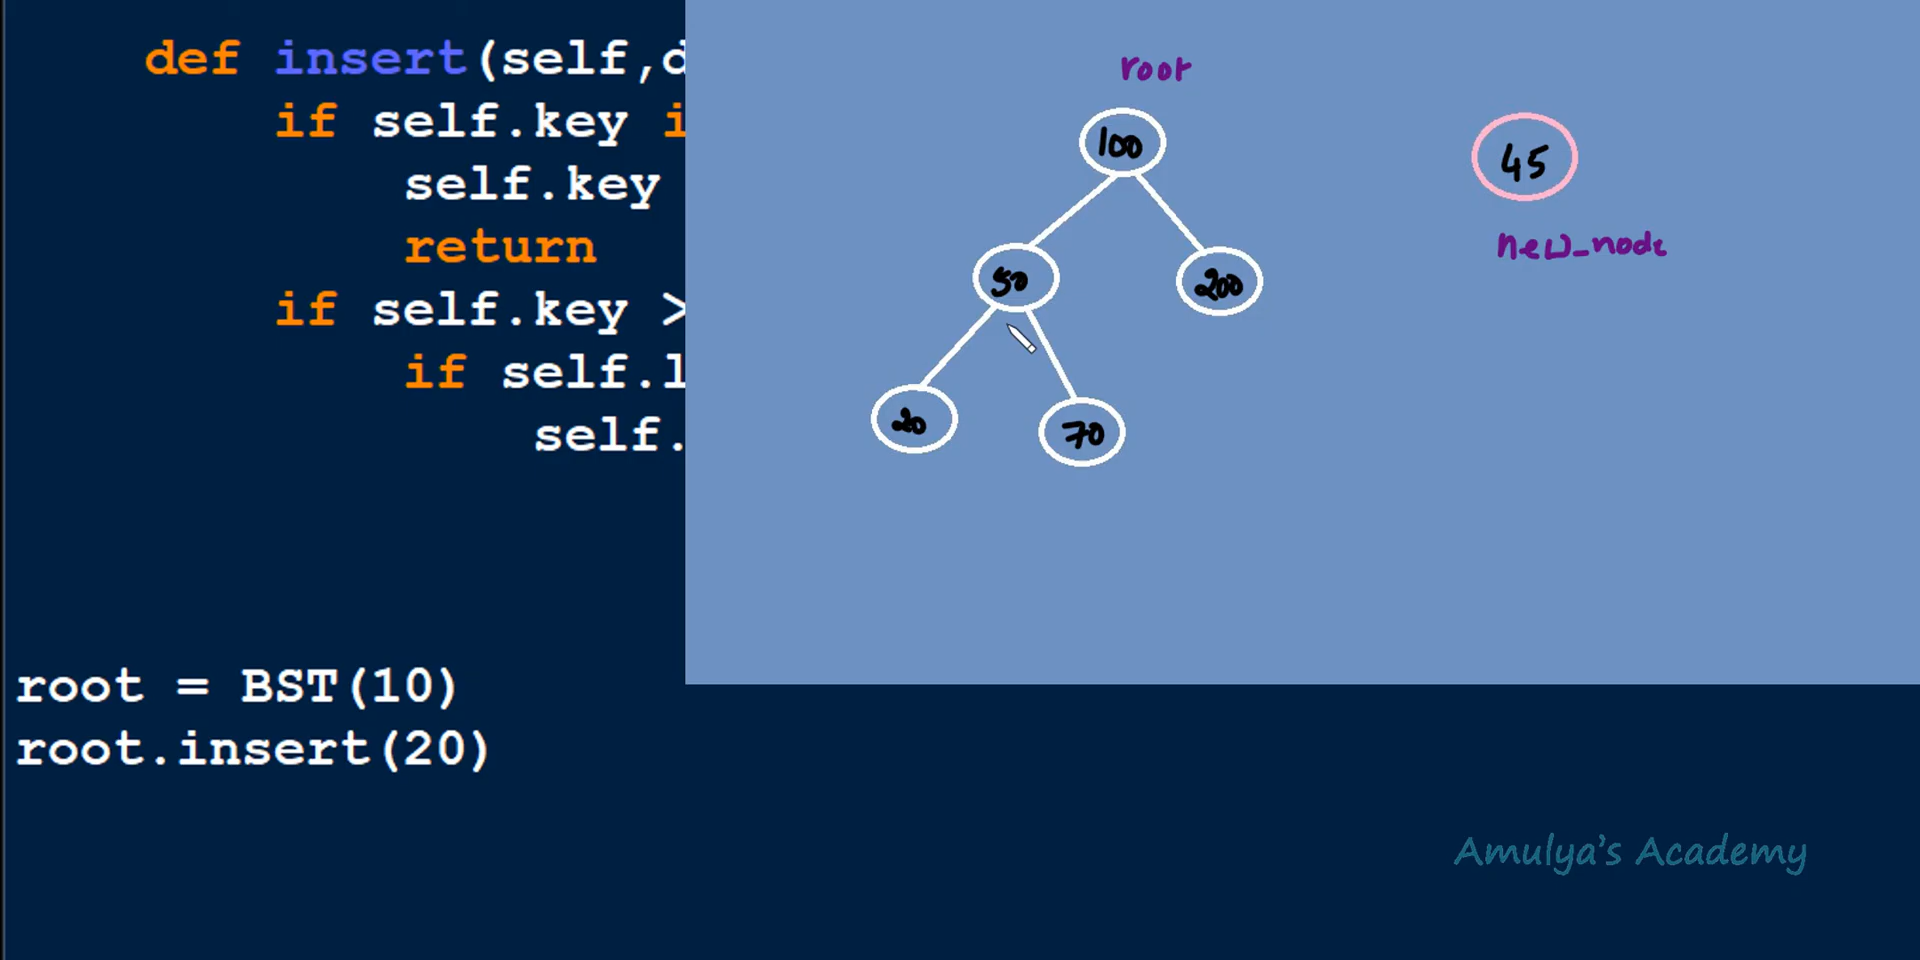 def insert(self,d
if self.key i
self.key
return
if self.key >
if self.l
self.
root = BST(10)
root.insert(20)
root
100
45
new_node
50
200
20
70
Amulya's Academy